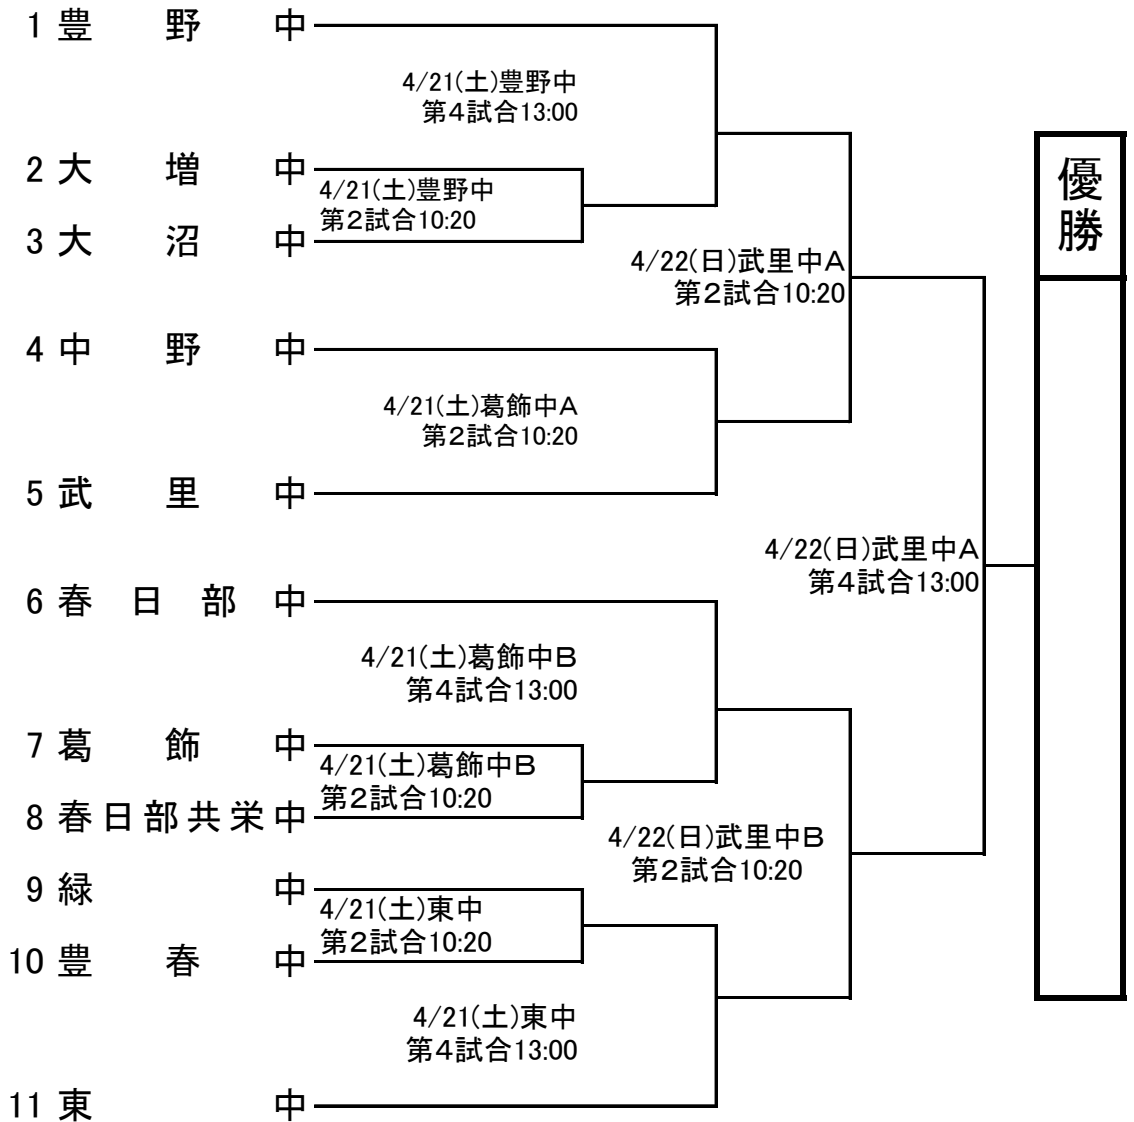 1 豊野中
4/21(土)豊野中
第4試合13:00
2 大増中
4/21(土)豊野中
第2試合10:20
3 大沼中
4/22(日)武里中A
第2試合10:20
優勝
4 中野中
4/21(土)葛飾中A
第2試合10:20
5 武里中
4/22(日)武里中A
第4試合13:00
6 春日部中
4/21(土)葛飾中B
第4試合13:00
7 葛飾中
4/21(土)葛飾中B
第2試合10:20
8 春日部共栄中
4/22(日)武里中B
第2試合10:20
9 緑中
4/21(土)東中
第2試合10:20
10 豊春中
4/21(土)東中
第4試合13:00
11 東中